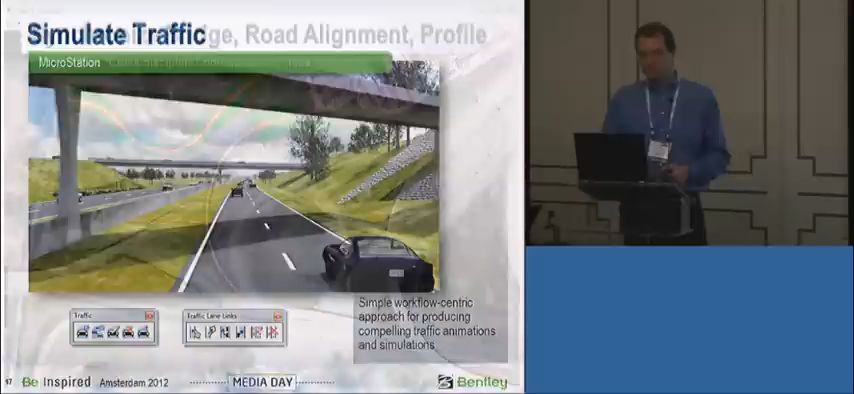 Simulate Traffic
dge, Road Alignment, Profile
MicroStation
Traffic
Traffic Lane Links
Simple workflow-centric
approach for producing
compelling traffic animations
and simulations
17 Be Inspired Amsterdam 2012 MEDIA DAY Bentley